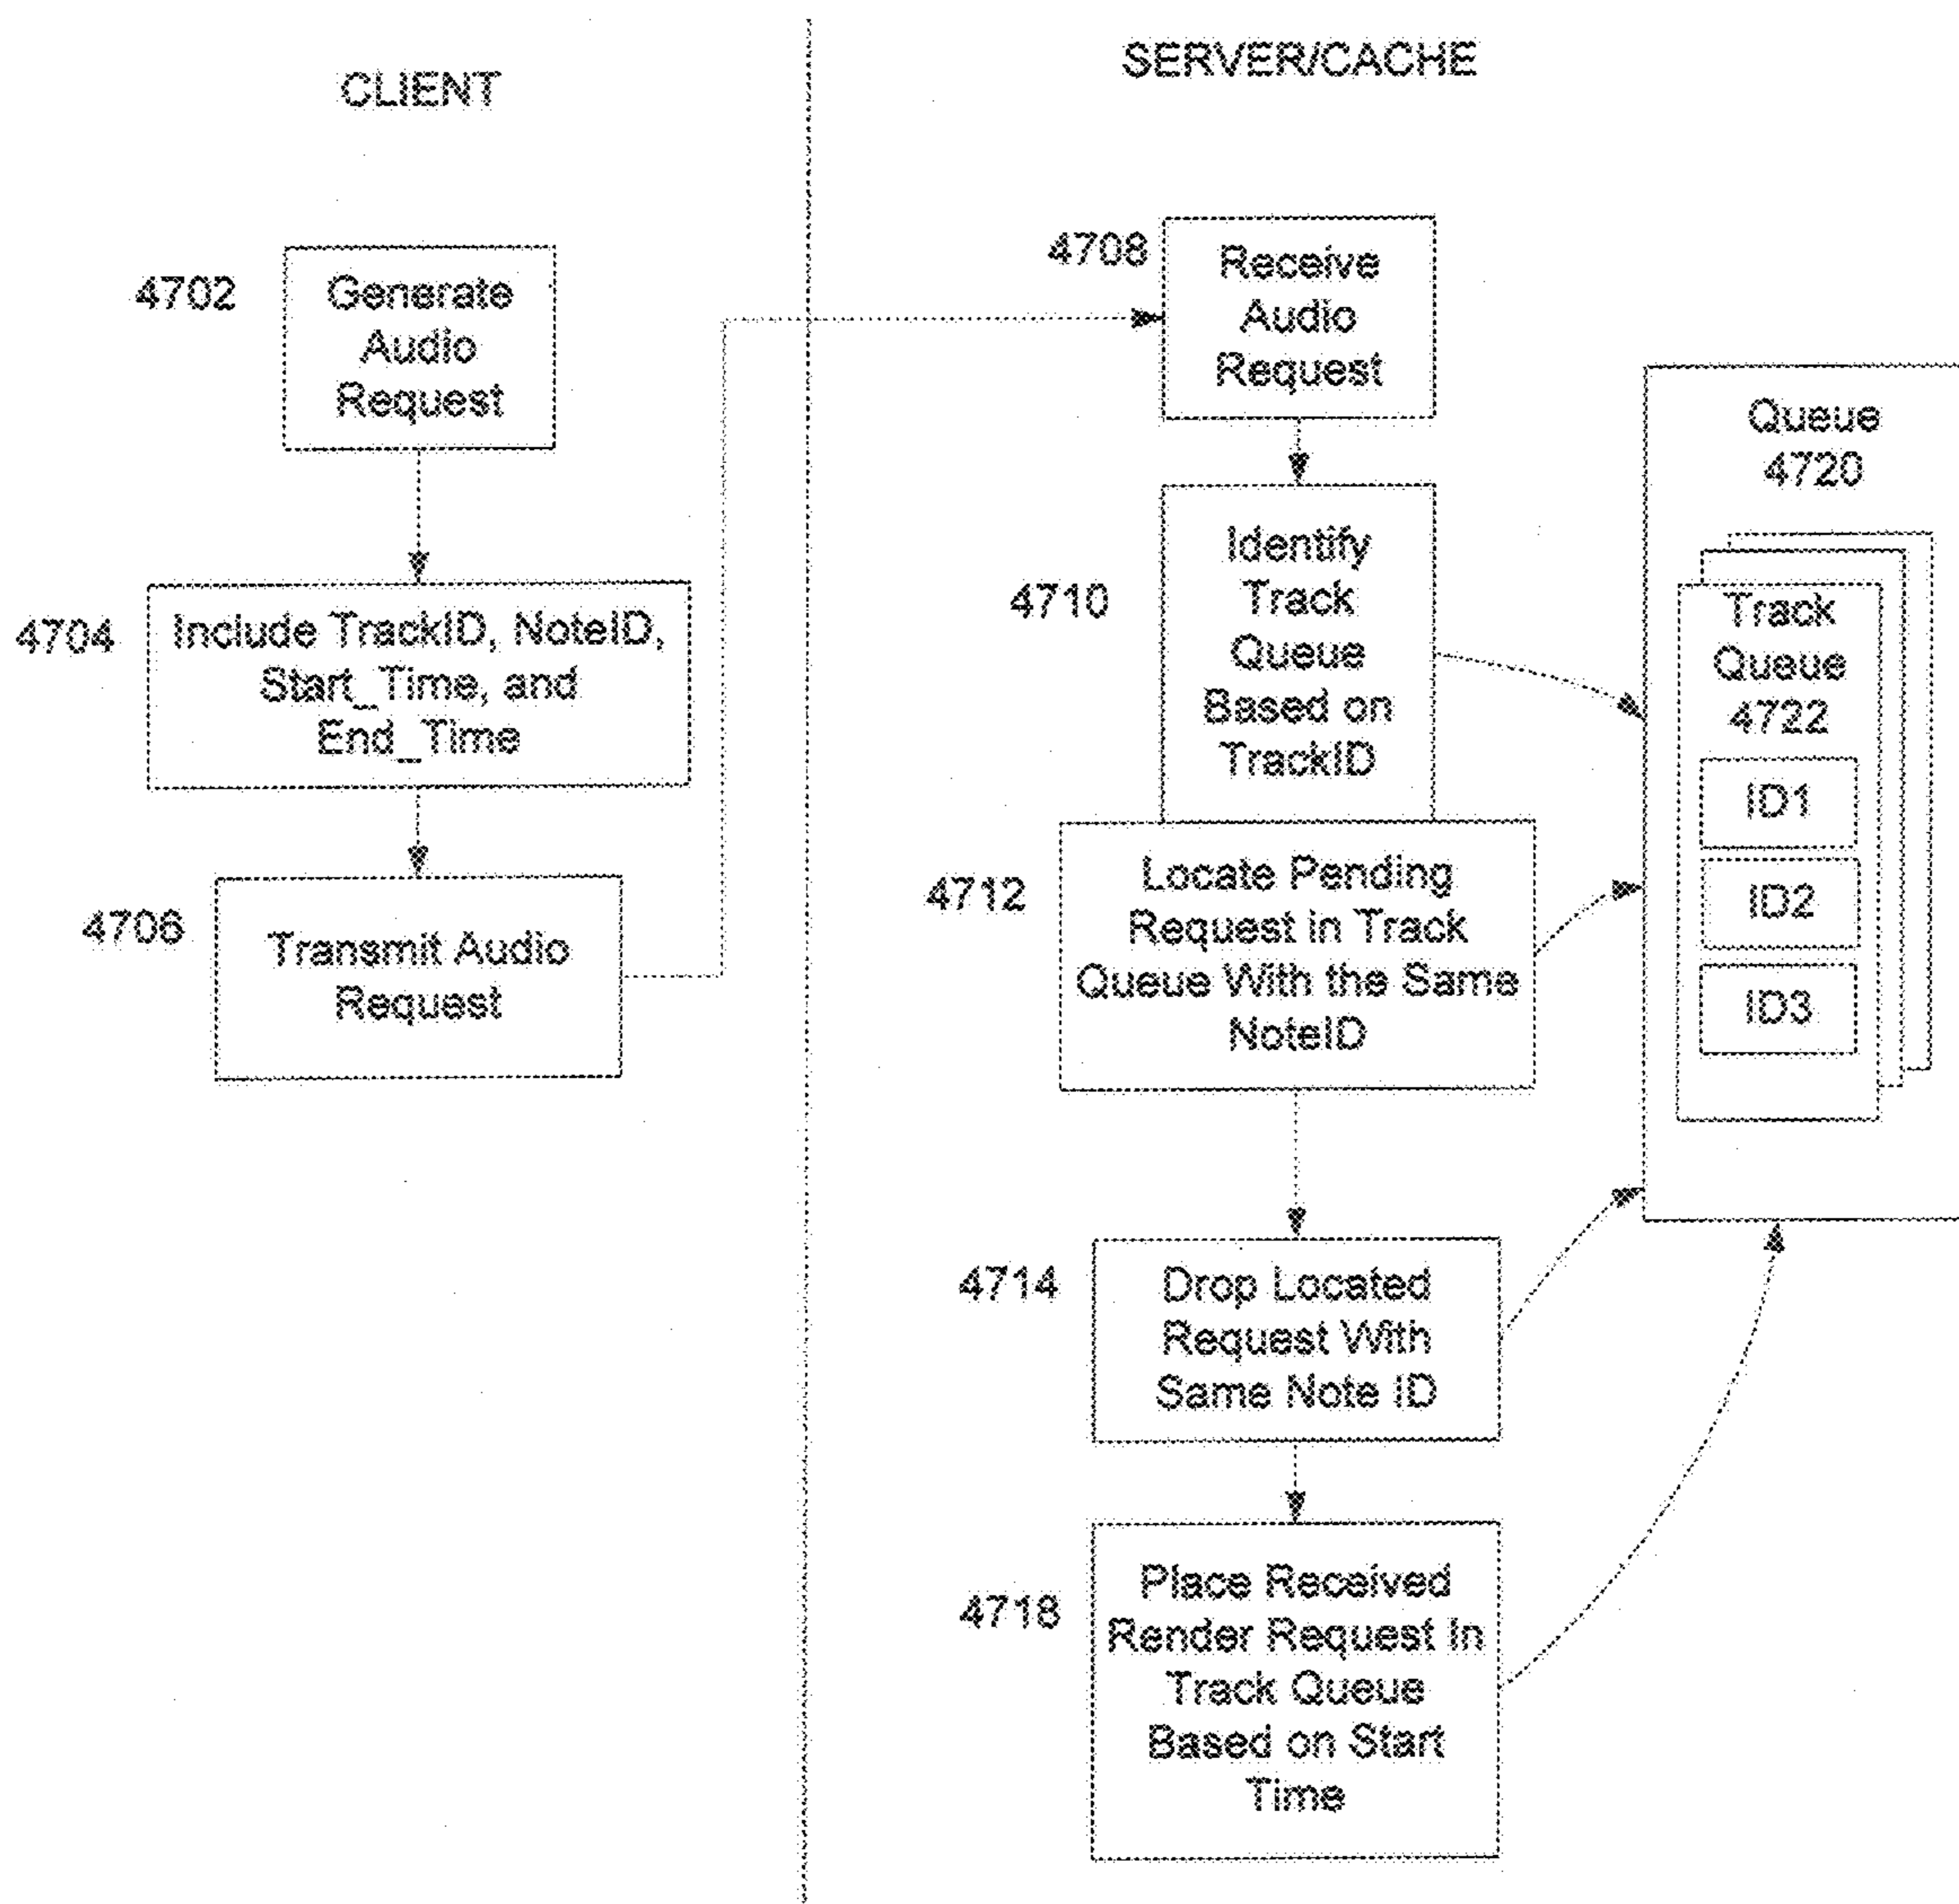 CLIENT
4702
Generate
Audio
Request
4704
Include TrackID, NoteID,
Start_Time, and
End_Time
4706
Transmit Audio
Request
SERVER/CACHE
4708
Receive
Audio
Request
4710
Identify
Track
Queue
Based on
TrackID
4712
Locate Pending
Request in Track
Queue With the Same
NoteID
4714
Drop Located
Request With
Same Note ID
4718
Place Received
Render Request In
Track Queue
Based on Start
Time
Queue
4720
Track
Queue
4722
ID1
ID2
ID3